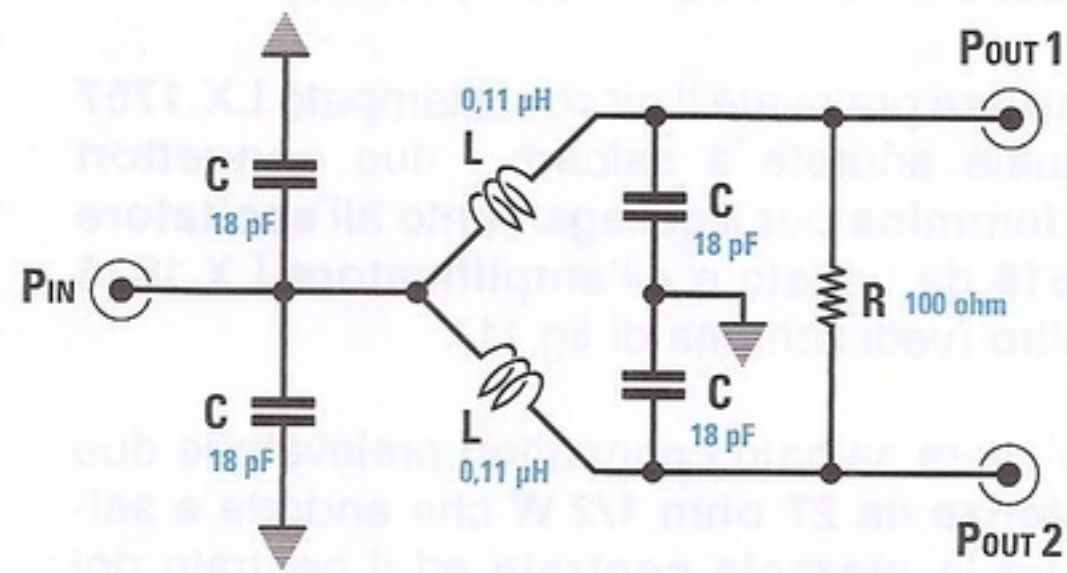 POUT 1
0,11 µH
L
C
18 pF
C
18 pF
PIN
R 100 ohm
C
18 pF
C
18 pF
L
0,11 µH
POUT 2